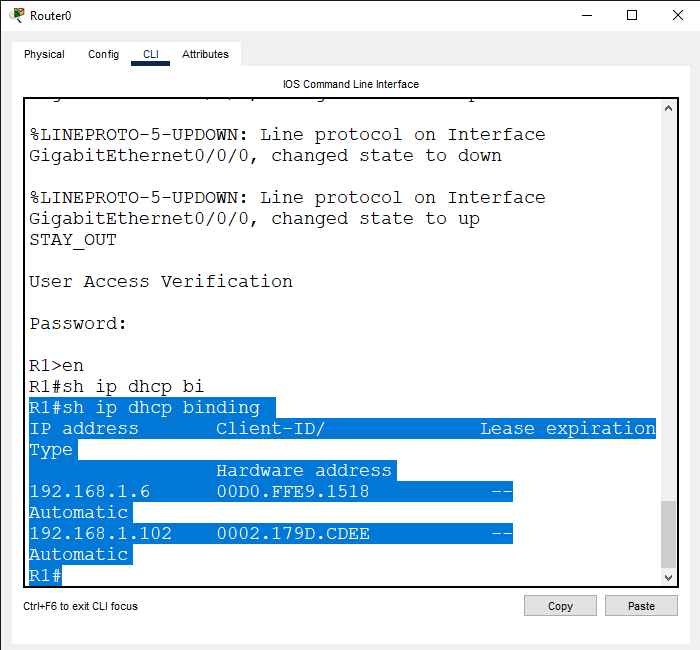 Router0
Physical Config CLI Attributes
IOS Command Line Interface
%LINEPROTO-5-UPDOWN: Line protocol on Interface
GigabitEthernet0/0/0, changed state to down
%LINEPROTO-5-UPDOWN: Line protocol on Interface
GigabitEthernet0/0/0, changed state to up
STAY_OUT
User Access Verification
Password:
R1>en
R1#sh ip dhcp bi
R1#sh ip dhcp binding
IP address Client-ID/ Lease expiration
Type
Hardware address
192.168.1.6 00D0.FFE9.1518 --
Automatic
192.168.1.102 0002.179D.CDEE --
Automatic
R1#
Ctrl+F6 to exit CLI focus Copy Paste